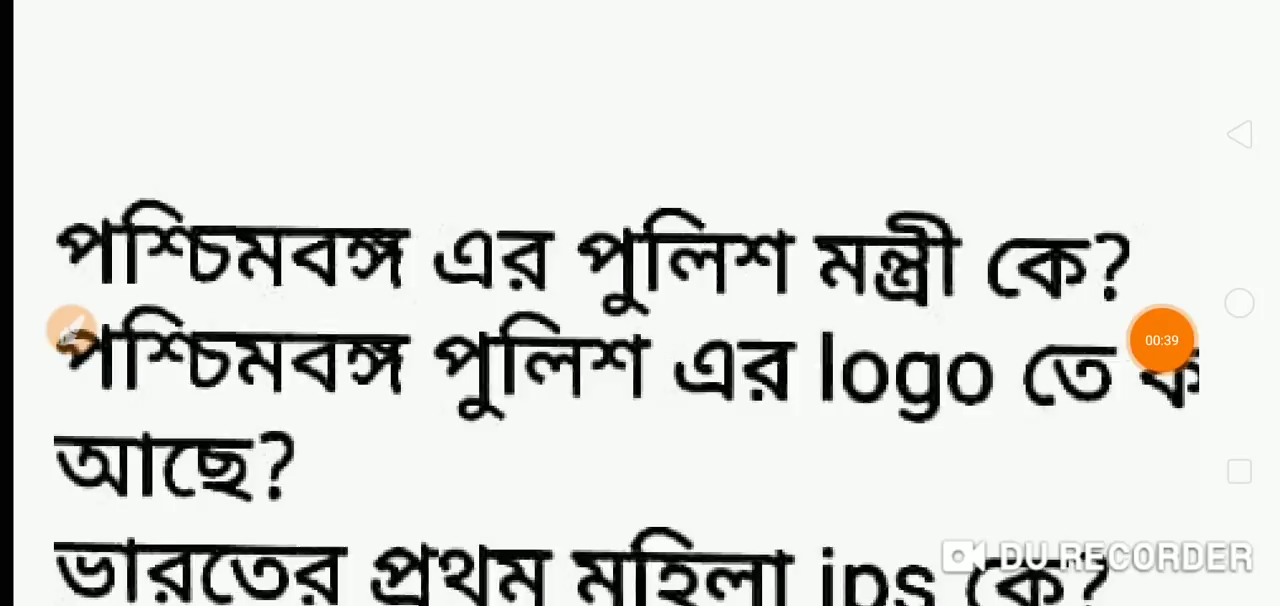 পশ্চিমবঙ্গ এর পুলিশ মন্ত্রী কে?
পশ্চিমবঙ্গ পুলিশ এর logo তে
00:39
আছে?
ভারতের প্রথম মহিলা ips কে?
DU RECORDER